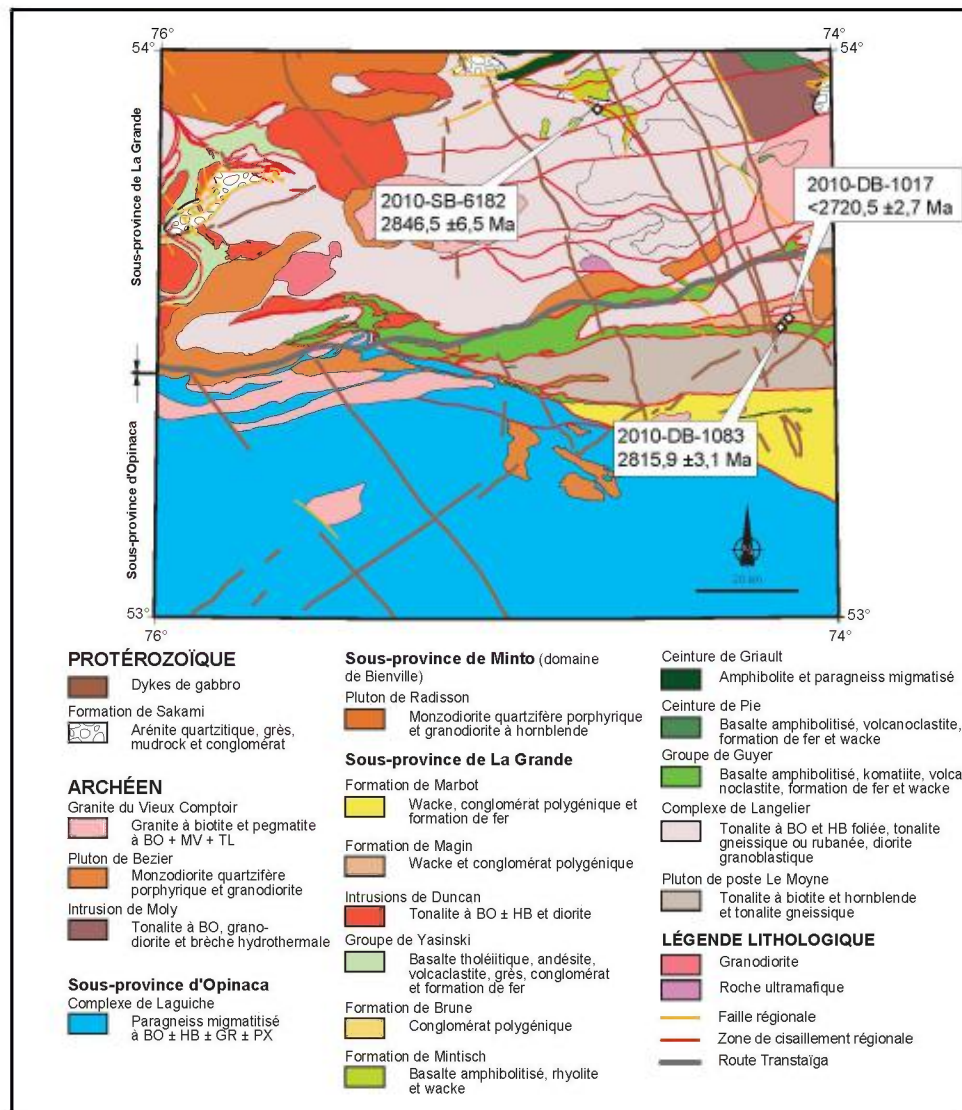 76°
74°
54°
54°
Sous-province de La Grande
2010-SB-6182
2846,5 ±6,5 Ma
2010-DB-1017
<2720,5 ±2,7 Ma
2010-DB-1083
2815,9 ±3,1 Ma
Sous-province d'Opinaca
20 km
53°
53°
76°
74°
PROTÉROZOÏQUE
Dykes de gabbro
Formation de Sakami
Arénite quartzitique, grès,
mudrock et conglomérat
ARCHÉEN
Granite du Vieux Comptoir
Granite à biotite et pegmatite
à BO + MV + TL
Pluton de Bezier
Monzodiorite quartzifère
porphyrique et granodiorite
Intrusion de Moly
Tonalite à BO, grano-
diorite et brèche hydrothermale
Sous-province d'Opinaca
Complexe de Laguiche
Paragneiss migmatitisé
à BO ± HB ± GR ± PX
Sous-province de Minto (domaine
de Bienville)
Pluton de Radisson
Monzodiorite quartzifère porphyrique
et granodiorite à hornblende
Sous-province de La Grande
Formation de Marbot
Wacke, conglomérat polygénique et
formation de fer
Formation de Magin
Wacke et conglomérat polygénique
Intrusions de Duncan
Tonalite à BO ± HB et diorite
Groupe de Yasinski
Basalte tholéiitique, andésite,
volcaclastite, grès, conglomérat
et formation de fer
Formation de Brune
Conglomérat polygénique
Formation de Mintisch
Basalte amphibolitisé, rhyolite
et wacke
Ceinture de Griault
Amphibolite et paragneiss migmatisé
Ceinture de Pie
Basalte amphibolitisé, volcanoclastite,
formation de fer et wacke
Groupe de Guyer
Basalte amphibolitisé, komatiite, volca
noclastite, formation de fer et wacke
Complexe de Langelier
Tonalite à BO et HB foliée, tonalite
gneissique ou rubanée, diorite
granoblastique
Pluton de poste Le Moyne
Tonalite à biotite et hornblende
et tonalite gneissique
LÉGENDE LITHOLOGIQUE
Granodiorite
Roche ultramafique
Faille régionale
Zone de cisaillement régionale
Route Transtaïga